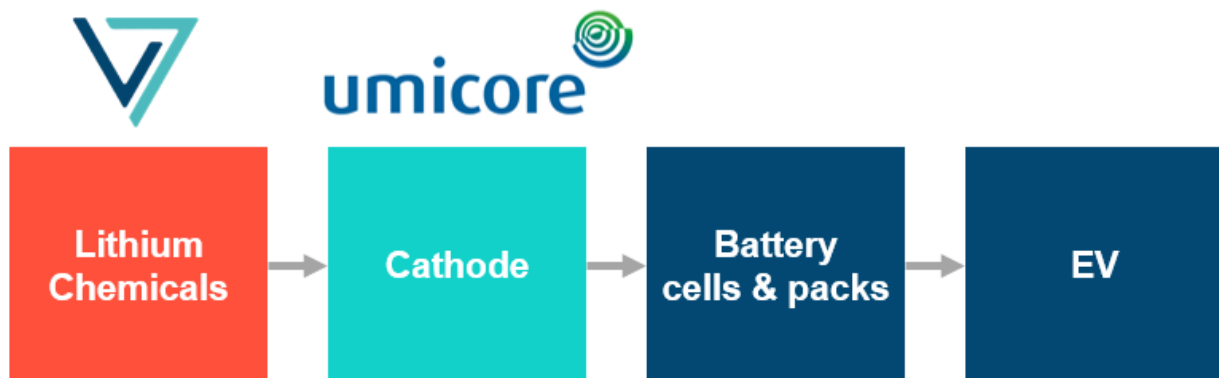 umicore
Lithium
Chemicals
Cathode
Battery
cells & packs
EV